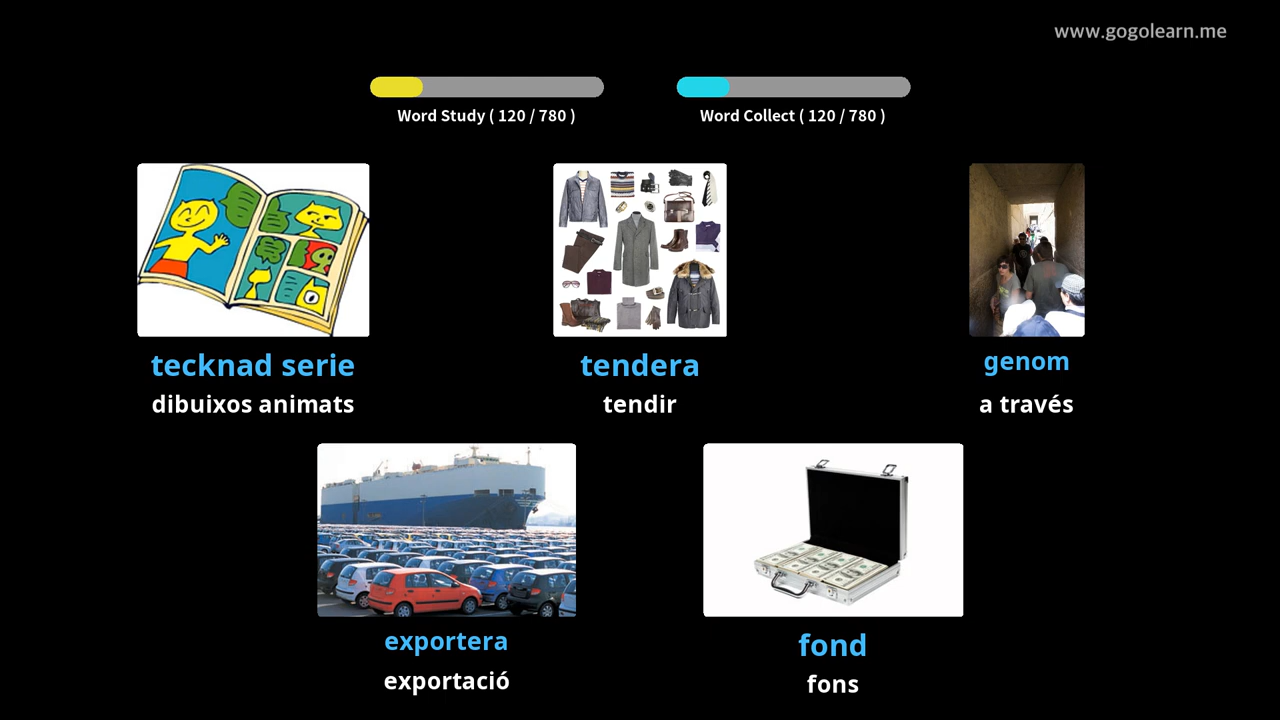 www.gogolearn.me
Word Study ( 120 / 780 )
Word Collect ( 120 / 780 )
tecknad serie
dibuixos animats
tendera
tendir
genom
a través
exportera
exportació
fond
fons